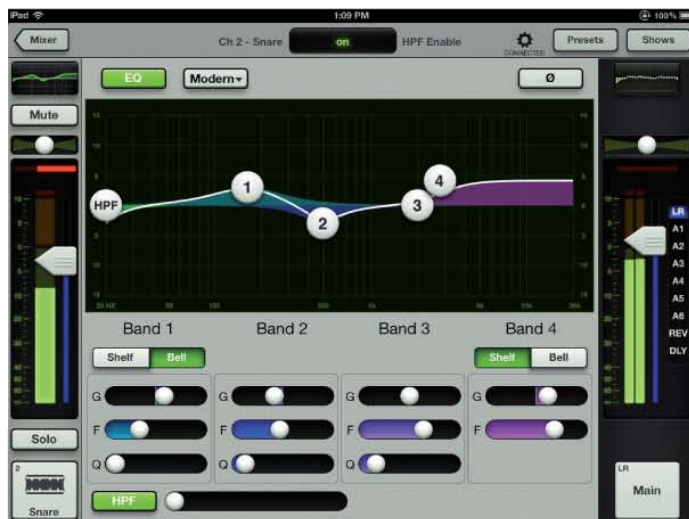 iPad 1:09 PM 100%
Mixer Ch 2 - Snare on HPF Enable CONNECTED Presets Shows
EQ Modern Ø
Mute
HPF 1 2 3 4
LR
A1
A2
A3
A4
A5
A6
REV
DLY
Band 1 Band 2 Band 3 Band 4
Shelf Bell Shelf Bell
G G G G
F F F F
Q Q Q
Solo
HPF
2
Snare
LR
Main